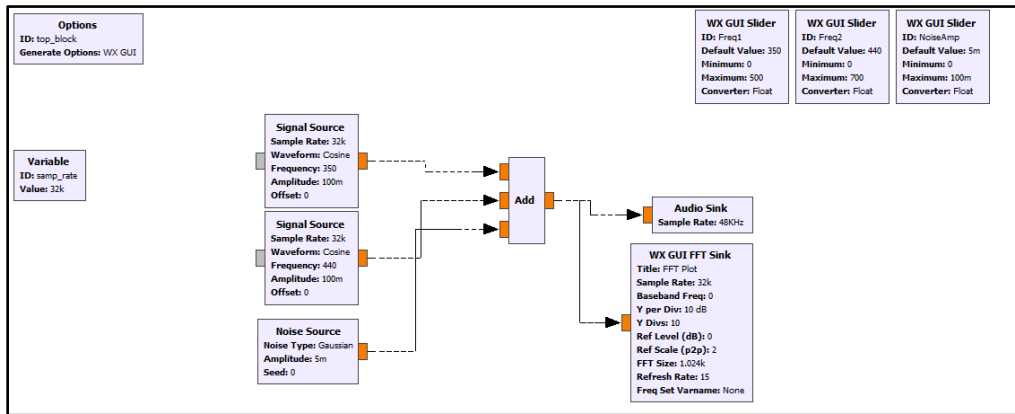 Options
ID: top_block
Generate Options: WX GUI
WX GUI Slider
ID: Freq1
Default Value: 350
Minimum: 0
Maximum: 500
Converter: Float
WX GUI Slider
ID: Freq2
Default Value: 440
Minimum: 0
Maximum: 700
Converter: Float
WX GUI Slider
ID: NoiseAmp
Default Value: 5m
Minimum: 0
Maximum: 100m
Converter: Float
Variable
ID: samp_rate
Value: 32k
Signal Source
Sample Rate: 32k
Waveform: Cosine
Frequency: 350
Amplitude: 100m
Offset: 0
Signal Source
Sample Rate: 32k
Waveform: Cosine
Frequency: 440
Amplitude: 100m
Offset: 0
Noise Source
Noise Type: Gaussian
Amplitude: 5m
Seed: 0
Add
Audio Sink
Sample Rate: 48KHz
WX GUI FFT Sink
Title: FFT Plot
Sample Rate: 32k
Baseband Freq: 0
Y per Div: 10 dB
Y Divs: 10
Ref Level (dB): 0
Ref Scale (p2p): 2
FFT Size: 1.024k
Refresh Rate: 15
Freq Set Varname: None